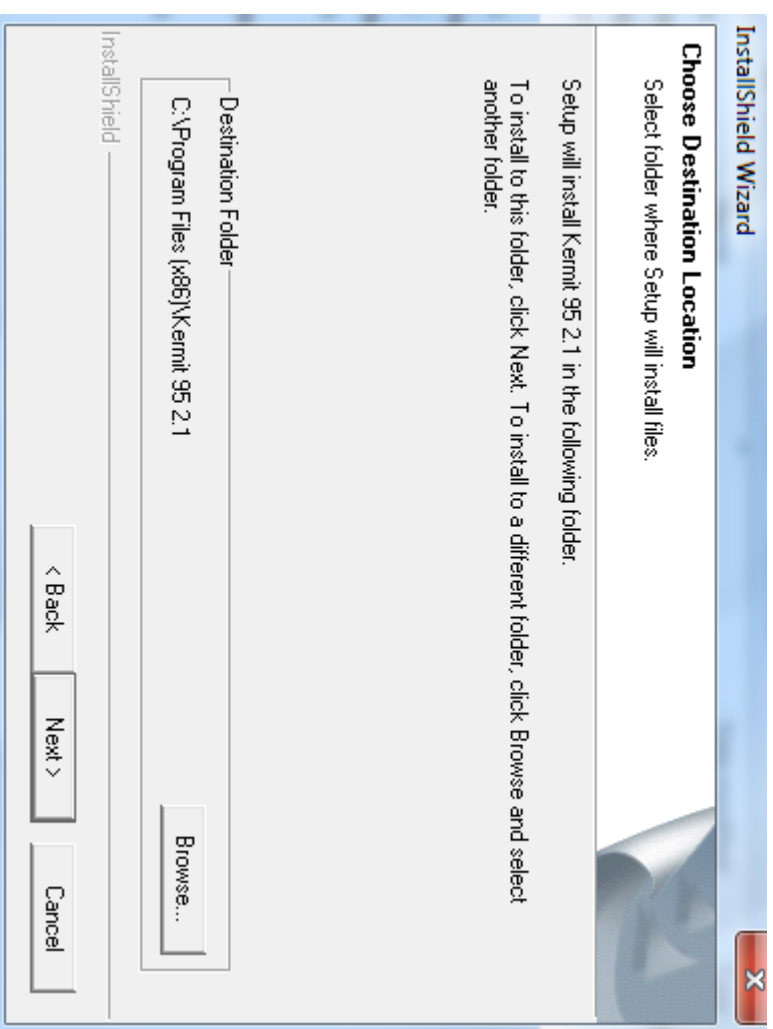 InstallShield Wizard
Choose Destination Location
Select folder where Setup will install files.
Setup will install Kermit 95 2.1 in the following folder.
To install to this folder, click Next. To install to a different folder, click Browse and select
another folder.
Destination Folder
C:\Program Files (x86)\Kermit 95 2.1
Browse...
InstallShield
< Back
Next >
Cancel